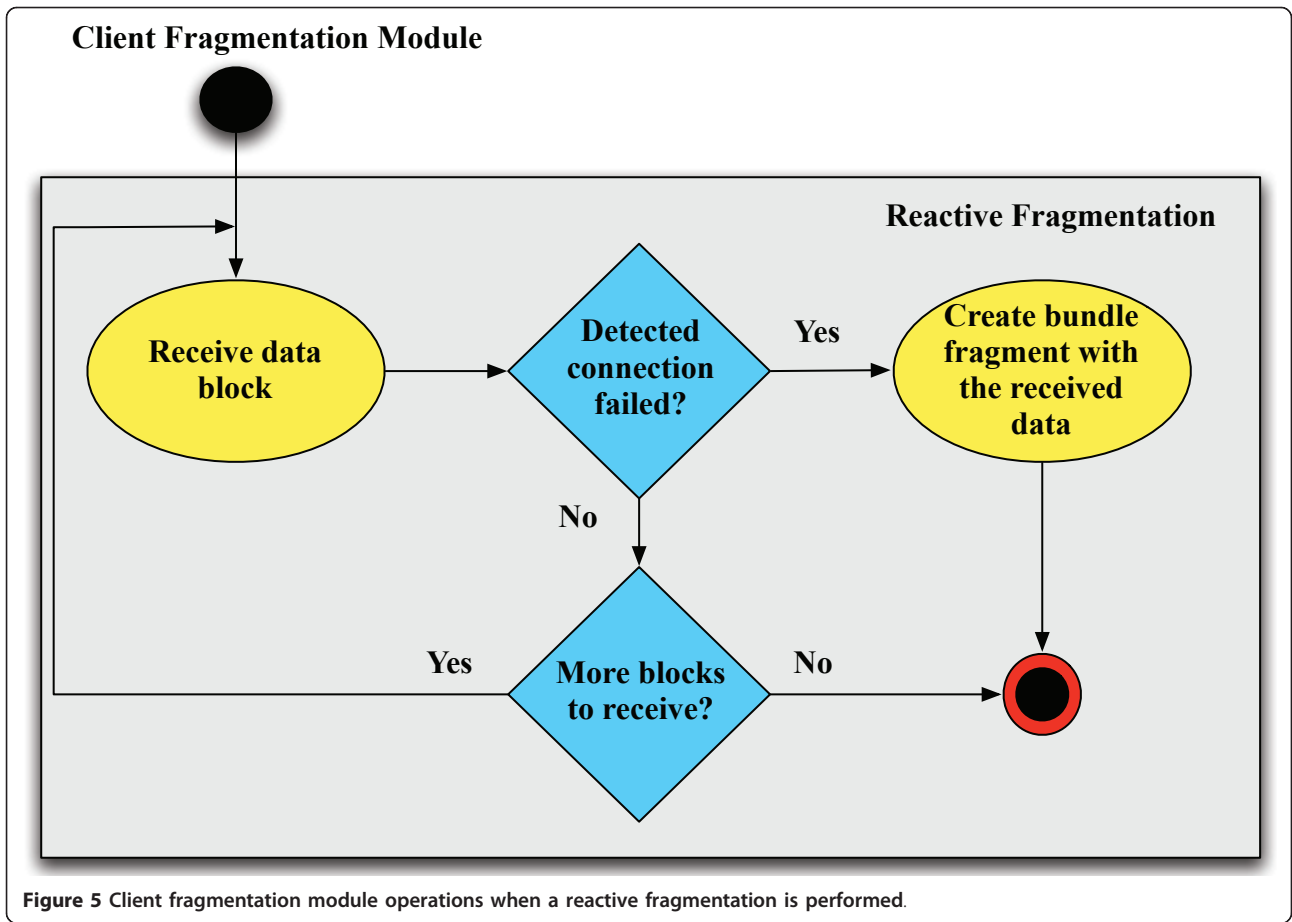 Client Fragmentation Module
Reactive Fragmentation
Receive data
block
Detected
connection
failed?
Yes
Create bundle
fragment with
the received
data
No
Yes
More blocks
to receive?
No
Figure 5 Client fragmentation module operations when a reactive fragmentation is performed.